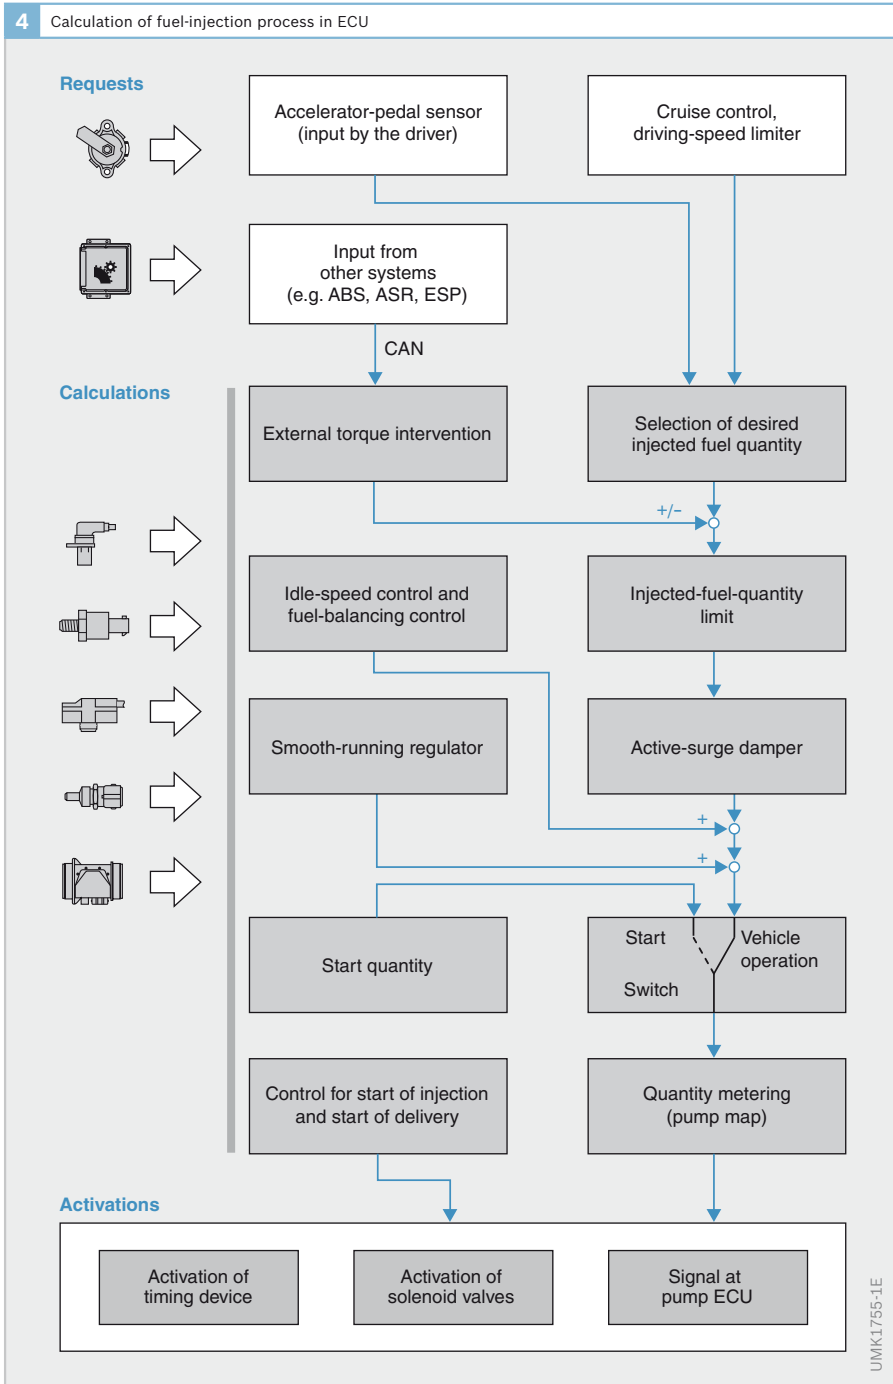 4
Calculation of fuel-injection process in ECU
Requests
Accelerator-pedal sensor
(input by the driver)
Cruise control,
driving-speed limiter
Input from
other systems
(e.g. ABS, ASR, ESP)
CAN
Calculations
External torque intervention
Selection of desired
injected fuel quantity
+/-
Idle-speed control and
fuel-balancing control
Injected-fuel-quantity
limit
Smooth-running regulator
Active-surge damper
+
+
Start quantity
Start
Vehicle
operation
Switch
Control for start of injection
and start of delivery
Quantity metering
(pump map)
Activations
Activation of
timing device
Activation of
solenoid valves
Signal at
pump ECU
UMK1755-1E